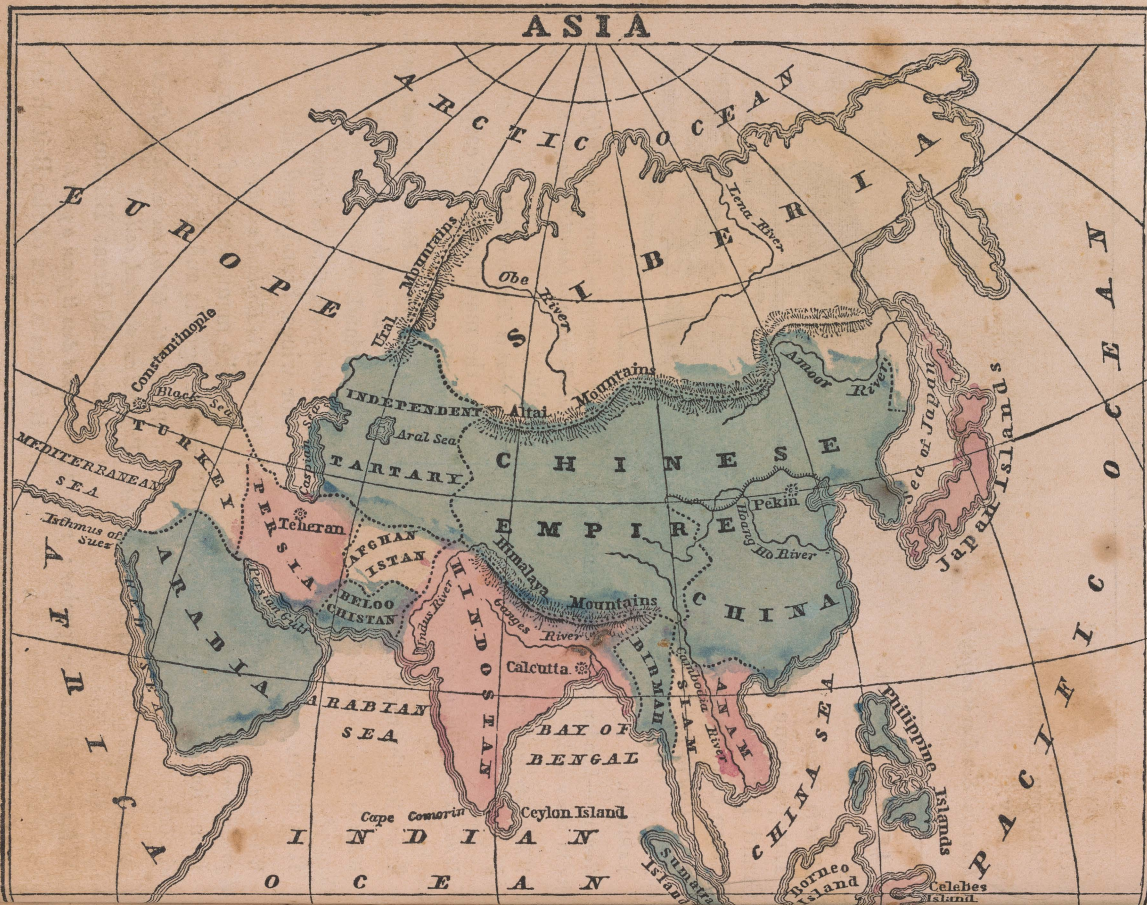 ASIA
ARCTIC OCEAN
EUROPE
SIBERIA
Lena River
Obe River
Ural Mountains
Altai Mountains
Amoor River
Constantinople
Black Sea
TURKEY
MEDITERRANEAN
SEA
Isthmus of
Suez
AFRICA
INDEPENDENT
TARTARY
Aral Sea
CHINESE
EMPIRE
Pekin
Hoang
Ho River
CHINA
Sea of Japan
Japan Islands
PACIFIC OCEAN
PERSIA
Teheran
AFGHAN
ISTAN
BELOO
CHISTAN
Persian Gulf
ARABIA
Himalaya Mountains
HINDOSTAN
Indus River
Ganges River
Calcutta
BIRMAH
SIAM
Cambodia River
ANAM
ARABIAN
SEA
BAY OF
BENGAL
CHINA SEA
Philippine Islands
Cape Comorin
Ceylon Island
INDIAN
OCEAN
Sumatra
Island
Borneo
Island
Celebes
Island